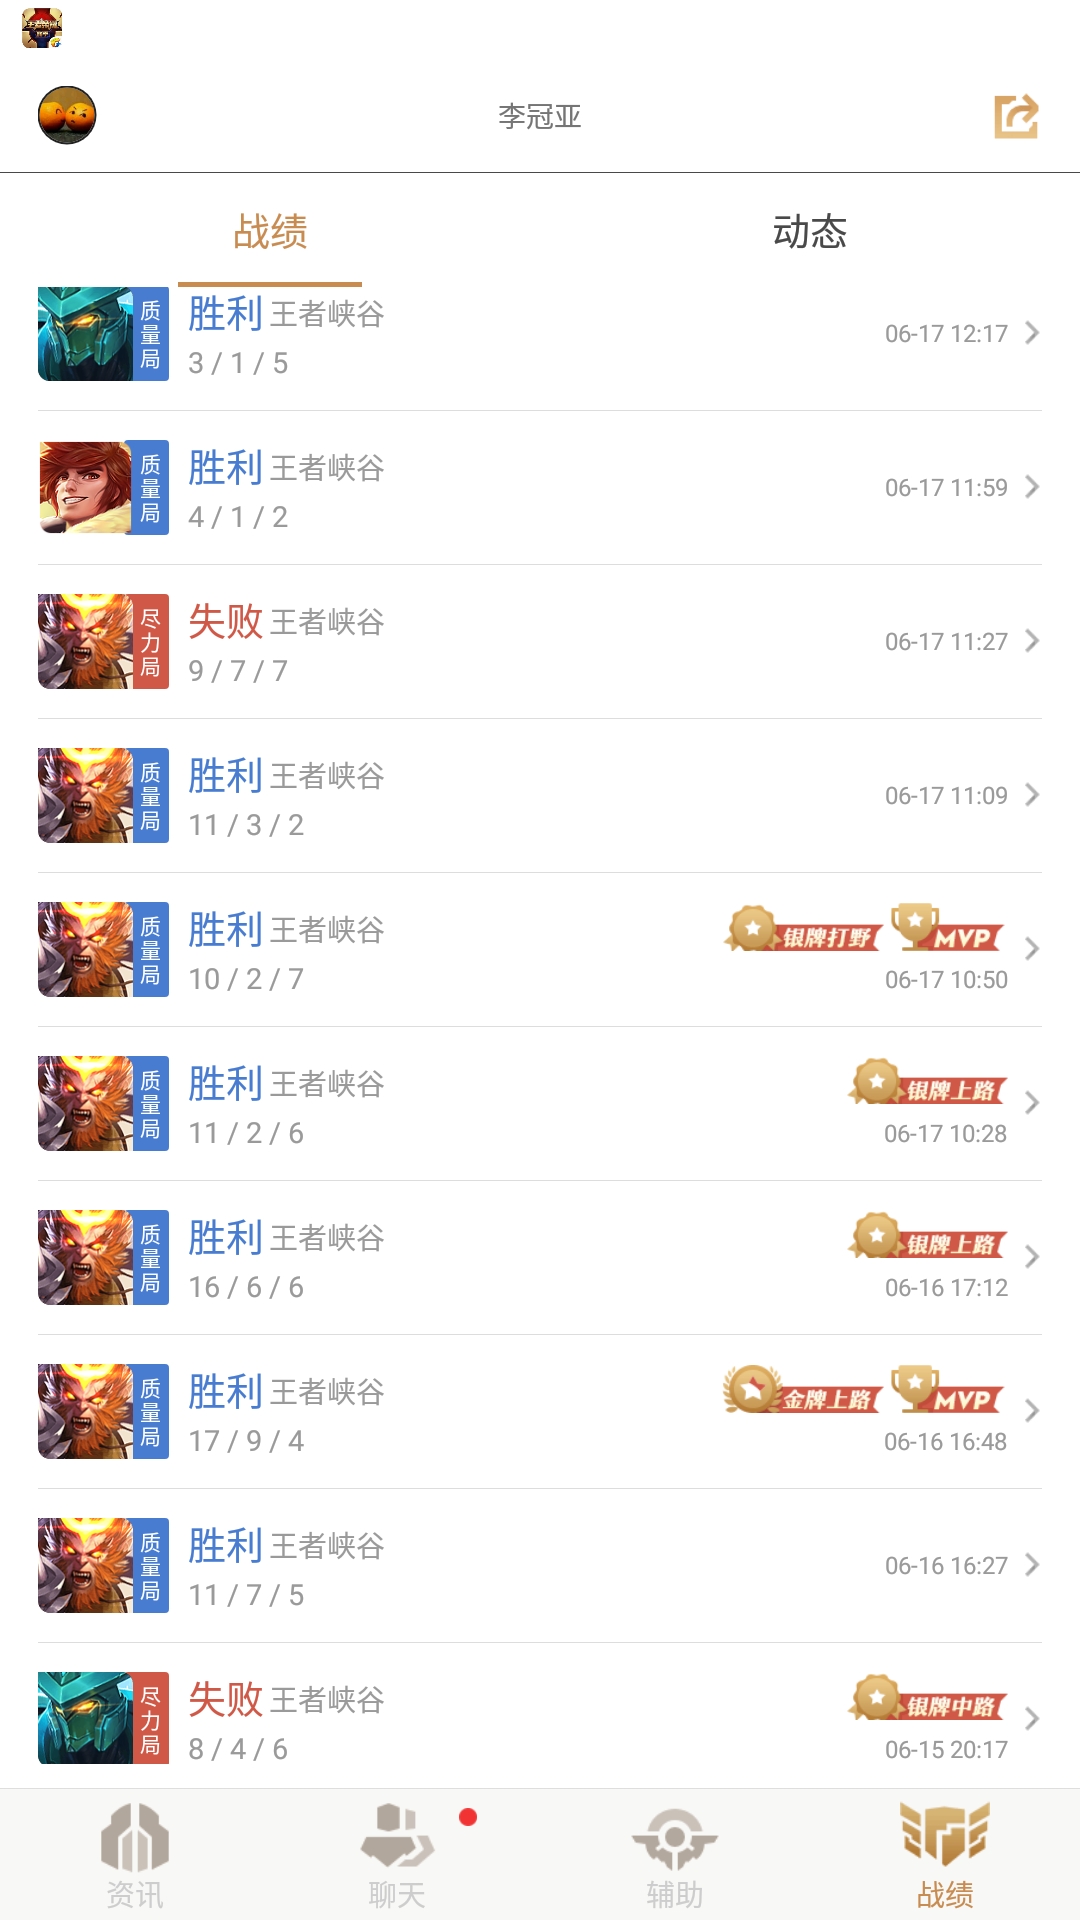 李冠亚
战绩
动态
质量局
胜利 王者峡谷
3 / 1 / 5
06-17 12:17
质量局
胜利 王者峡谷
4 / 1 / 2
06-17 11:59
尽力局
失败 王者峡谷
9 / 7 / 7
06-17 11:27
质量局
胜利 王者峡谷
11 / 3 / 2
06-17 11:09
质量局
胜利 王者峡谷
10 / 2 / 7
银牌打野 MVP
06-17 10:50
质量局
胜利 王者峡谷
11 / 2 / 6
银牌上路
06-17 10:28
质量局
胜利 王者峡谷
16 / 6 / 6
银牌上路
06-16 17:12
质量局
胜利 王者峡谷
17 / 9 / 4
金牌上路 MVP
06-16 16:48
质量局
胜利 王者峡谷
11 / 7 / 5
06-16 16:27
尽力局
失败 王者峡谷
8 / 4 / 6
银牌中路
06-15 20:17
资讯
聊天
辅助
战绩